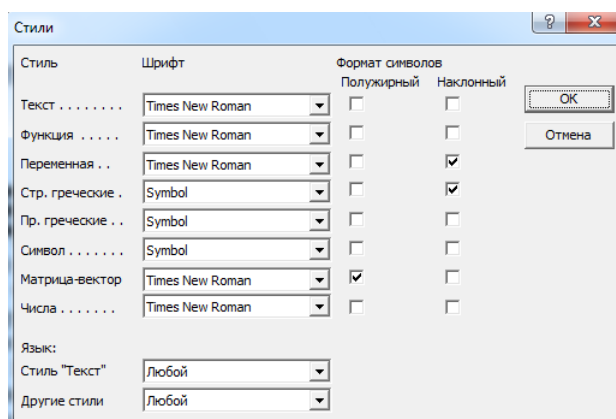 Стили
Стиль Шрифт Формат символов
Полужирный Наклонный
Текст . . . . . . . . Times New Roman OK
Функция . . . . . Times New Roman Отмена
Переменная . . Times New Roman
Стр. греческие . Symbol
Пр. греческие . . Symbol
Символ . . . . . . . Symbol
Матрица-вектор Times New Roman
Числа . . . . . . . Times New Roman
Язык:
Стиль "Текст" Любой
Другие стили Любой